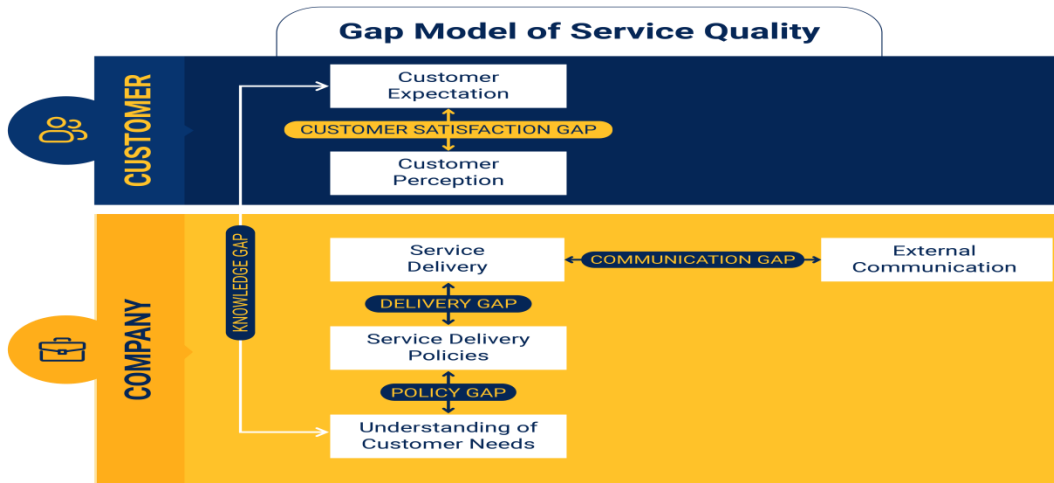 Gap Model of Service Quality
CUSTOMER
Customer
Expectation
CUSTOMER SATISFACTION GAP
Customer
Perception
COMPANY
KNOWLEDGE GAP
Service
Delivery
COMMUNICATION GAP
External
Communication
DELIVERY GAP
Service Delivery
Policies
POLICY GAP
Understanding of
Customer Needs